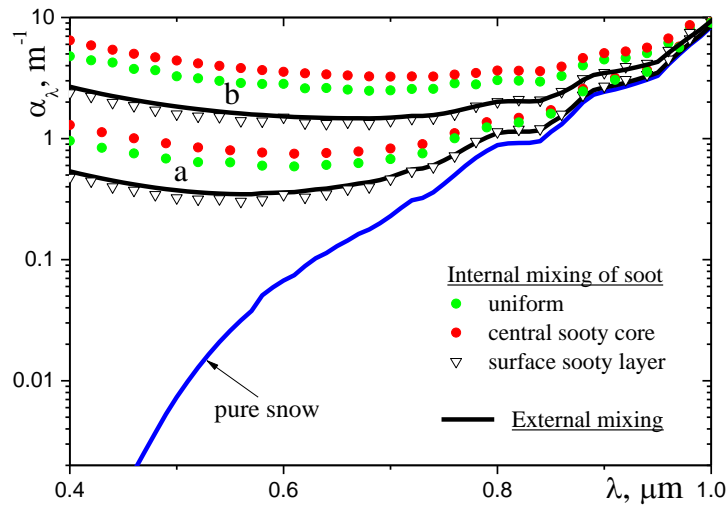 10
α_λ, m⁻¹
b
1
a
0.1
Internal mixing of soot
uniform
central sooty core
surface sooty layer
0.01
pure snow
External mixing
0.4 0.6 0.8 λ, μm 1.0